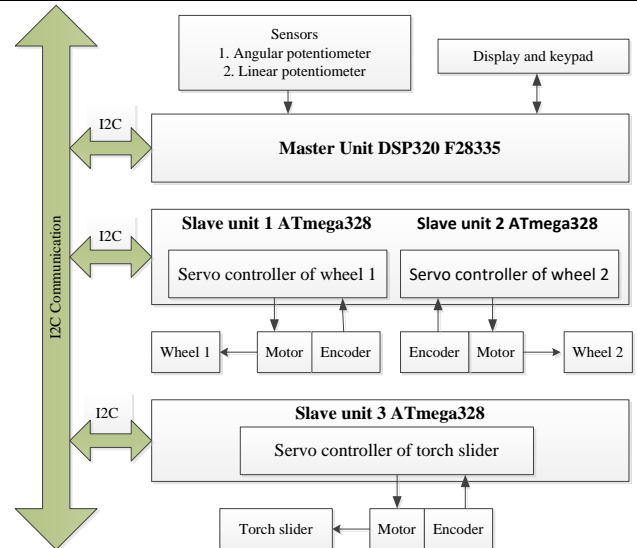 Sensors
1. Angular potentiometer
2. Linear potentiometer
Display and keypad
I2C
Master Unit DSP320 F28335
I2C Communication
I2C
Slave unit 1 ATmega328
Slave unit 2 ATmega328
Servo controller of wheel 1
Servo controller of wheel 2
Wheel 1
Motor
Encoder
Encoder
Motor
Wheel 2
I2C
Slave unit 3 ATmega328
Servo controller of torch slider
Torch slider
Motor
Encoder